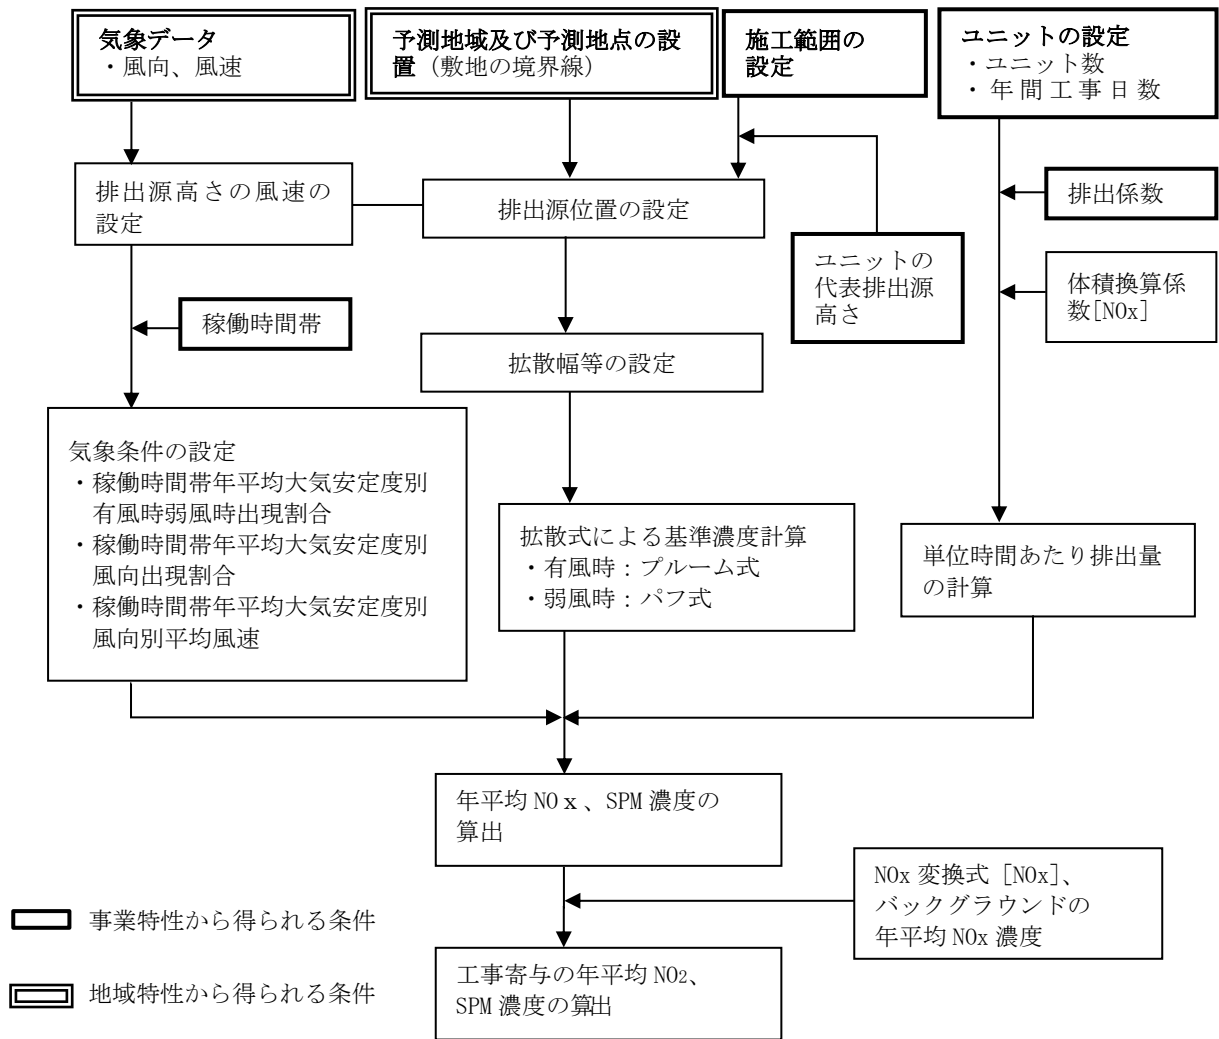 気象データ
・風向、風速
予測地域及び予測地点の設
置（敷地の境界線）
施工範囲の
設定
ユニットの設定
・ユニット数
・年間工事日数
排出源高さの風速の
設定
排出源位置の設定
排出係数
ユニットの
代表排出源
高さ
体積換算係
数[NOx]
稼働時間帯
拡散幅等の設定
気象条件の設定
・稼働時間帯年平均大気安定度別
有風時弱風時出現割合
・稼働時間帯年平均大気安定度別
風向出現割合
・稼働時間帯年平均大気安定度別
風向別平均風速
拡散式による基準濃度計算
・有風時：プルーム式
・弱風時：パフ式
単位時間あたり排出量
の計算
年平均 NOｘ、SPM 濃度の
算出
NOx 変換式［NOx］、
バックグラウンドの
年平均 NOx 濃度
事業特性から得られる条件
工事寄与の年平均 NO₂、
SPM 濃度の算出
地域特性から得られる条件